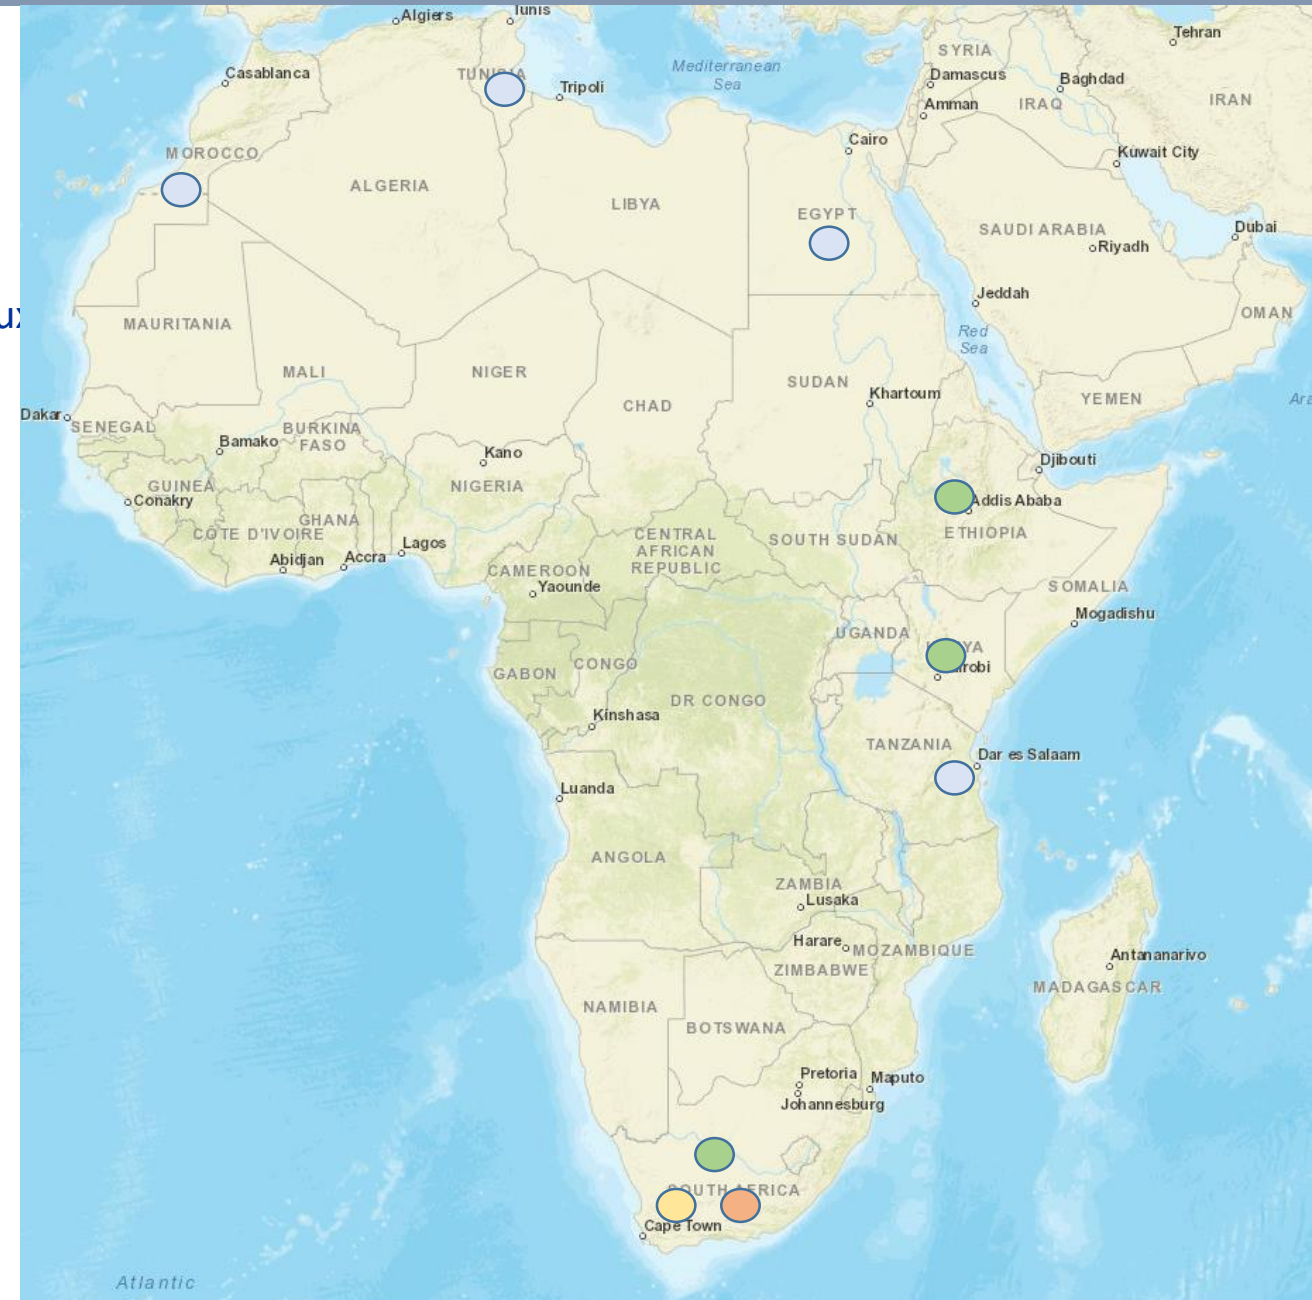 Algiers
Tunis
Tehran
SYRIA
Casablanca
TUNISIA
Tripoli
Mediterranean
Sea
Damascus
Baghdad
Amman
IRAQ
IRAN
Cairo
Kuwait City
MOROCCO
ALGERIA
LIBYA
EGYPT
SAUDI ARABIA
Riyadh
Dubai
Jeddah
OMAN
MAURITANIA
Red
Sea
MALI
NIGER
SUDAN
Khartoum
CHAD
YEMEN
Dakar
SENEGAL
BURKINA
FASO
Bamako
Kano
Djibouti
GUINEA
Conakry
NIGERIA
Addis Ababa
GHANA
CÔTE D'IVOIRE
ETHIOPIA
Lagos
CENTRAL
AFRICAN
REPUBLIC
SOUTH SUDAN
Abidjan
Accra
CAMEROON
Yaounde
SOMALIA
Mogadishu
UGANDA
GABON
CONGO
DR CONGO
Kinshasa
TANZANIA
Dar es Salaam
Luanda
ANGOLA
ZAMBIA
Lusaka
Harare
MOZAMBIQUE
ZIMBABWE
Antananarivo
MADAGASCAR
NAMIBIA
BOTSWANA
Pretoria
Maputo
Johannesburg
SOUTH AFRICA
Cape Town
Atlantic